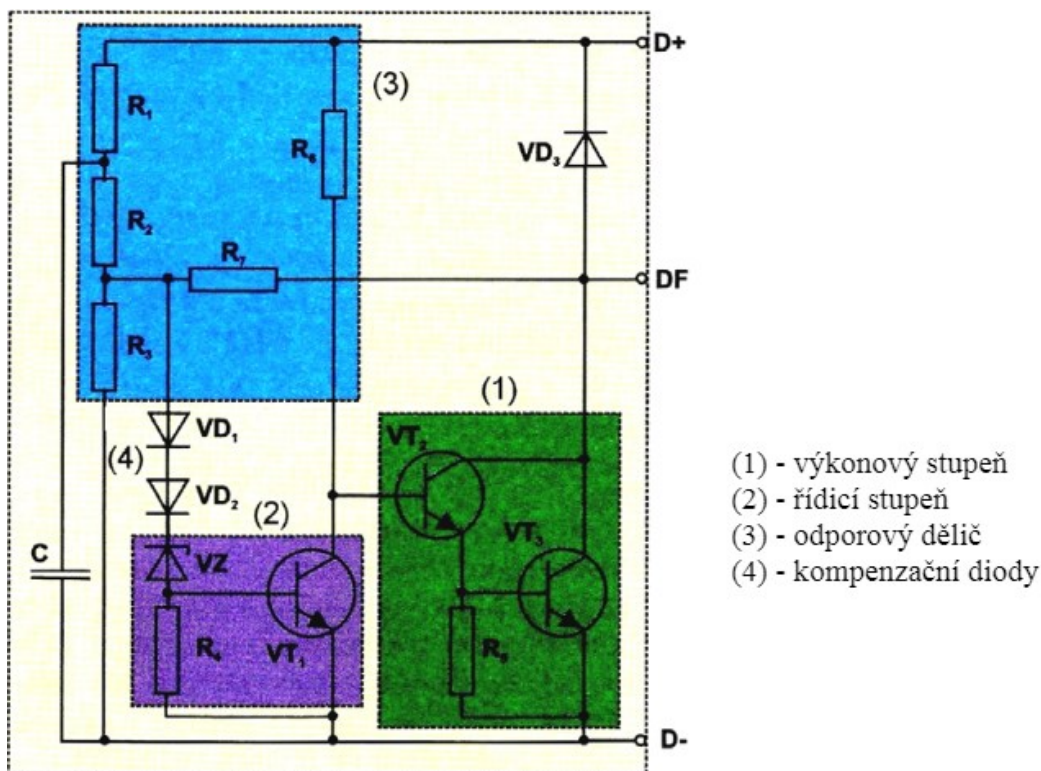 D+
(3)
R₁
R₆
VD₃
R₂
R₇
DF
R₃
(1)
VD₁
VT₂
(4)
(1) - výkonový stupeň
VD₂
(2)
(2) - řídicí stupeň
VT₃
(3) - odporový dělič
C
VZ
(4) - kompenzační diody
R₄
VT₁
R₅
D-